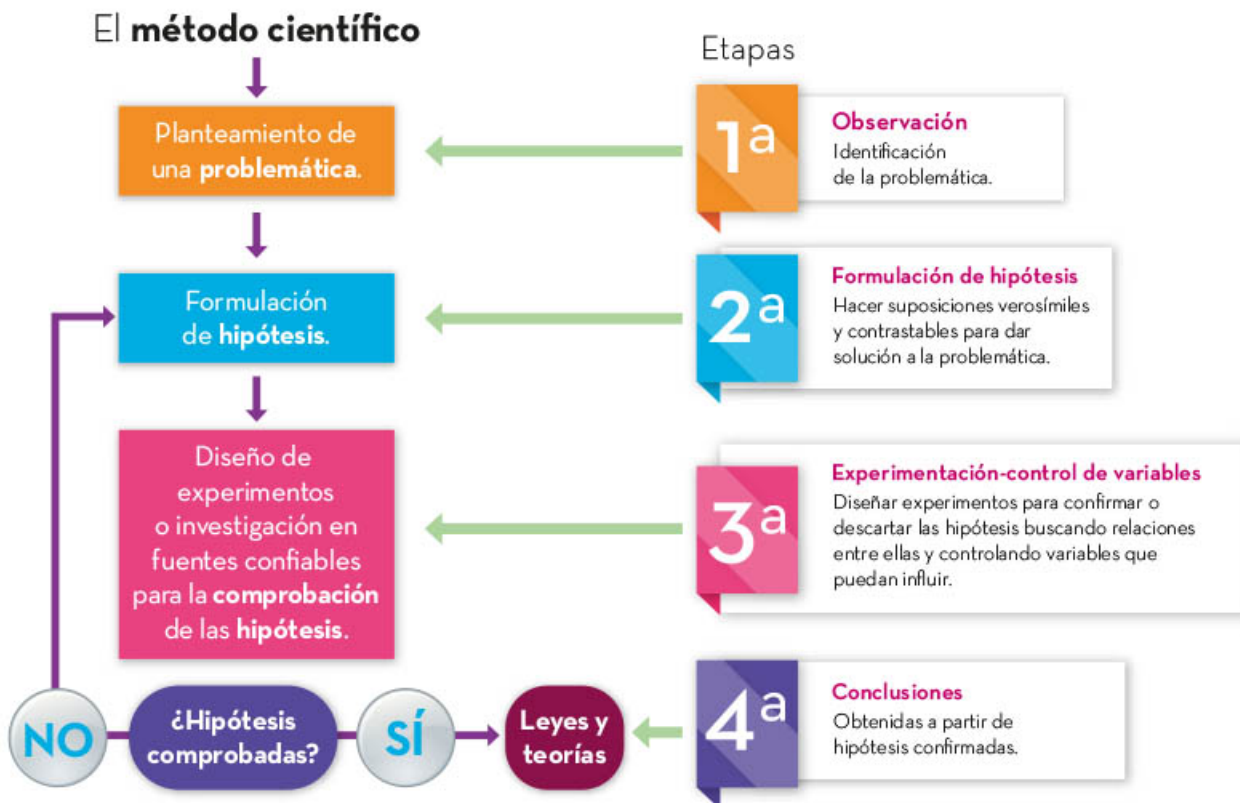 El método científico
Planteamiento de
una problemática.
Formulación
de hipótesis.
Diseño de
experimentos
o investigación en
fuentes confiables
para la comprobación
de las hipótesis.
NO
¿Hipótesis
comprobadas?
SÍ
Leyes y
teorías
Etapas
1a
Observación
Identificación
de la problemática.
2a
Formulación de hipótesis
Hacer suposiciones verosímiles
y contrastables para dar
solución a la problemática.
3a
Experimentación-control de variables
Diseñar experimentos para confirmar o
descartar las hipótesis buscando relaciones
entre ellas y controlando variables que
puedan influir.
4a
Conclusiones
Obtenidas a partir de
hipótesis confirmadas.